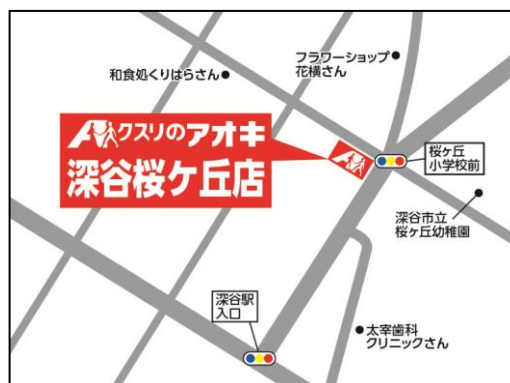 フラワーショップ
花横さん
和食処くりはらさん
クスリのアオキ
深谷桜ケ丘店
桜ヶ丘
小学校前
深谷市立
桜ヶ丘幼稚園
深谷駅
入口
太宰歯科
クリニックさん